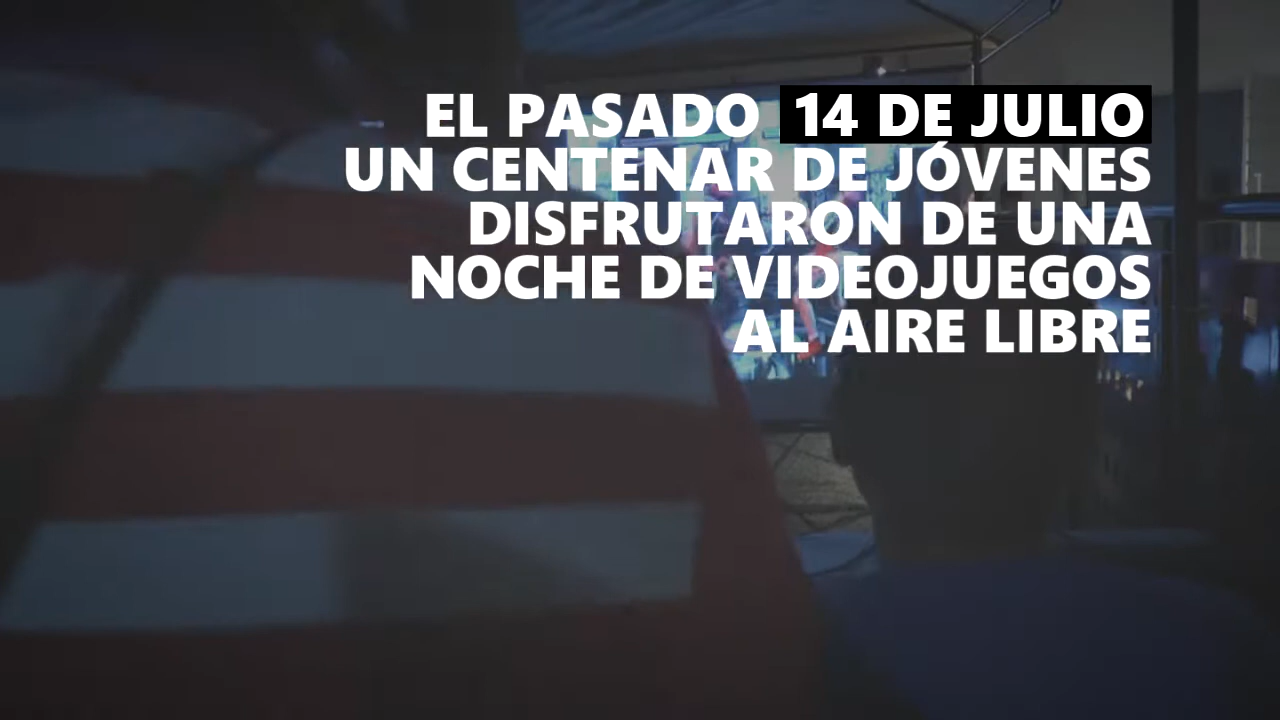 EL PASADO 14 DE JULIO
UN CENTENAR DE JÓVENES
DISFRUTARON DE UNA
NOCHE DE VIDEOJUEGOS
AL AIRE LIBRE